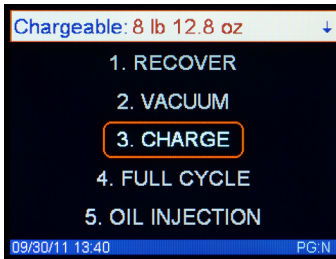 Chargeable: 8 lb 12.8 oz ↓
1. RECOVER
2. VACUUM
3. CHARGE
4. FULL CYCLE
5. OIL INJECTION
09/30/11 13:40 PG:N